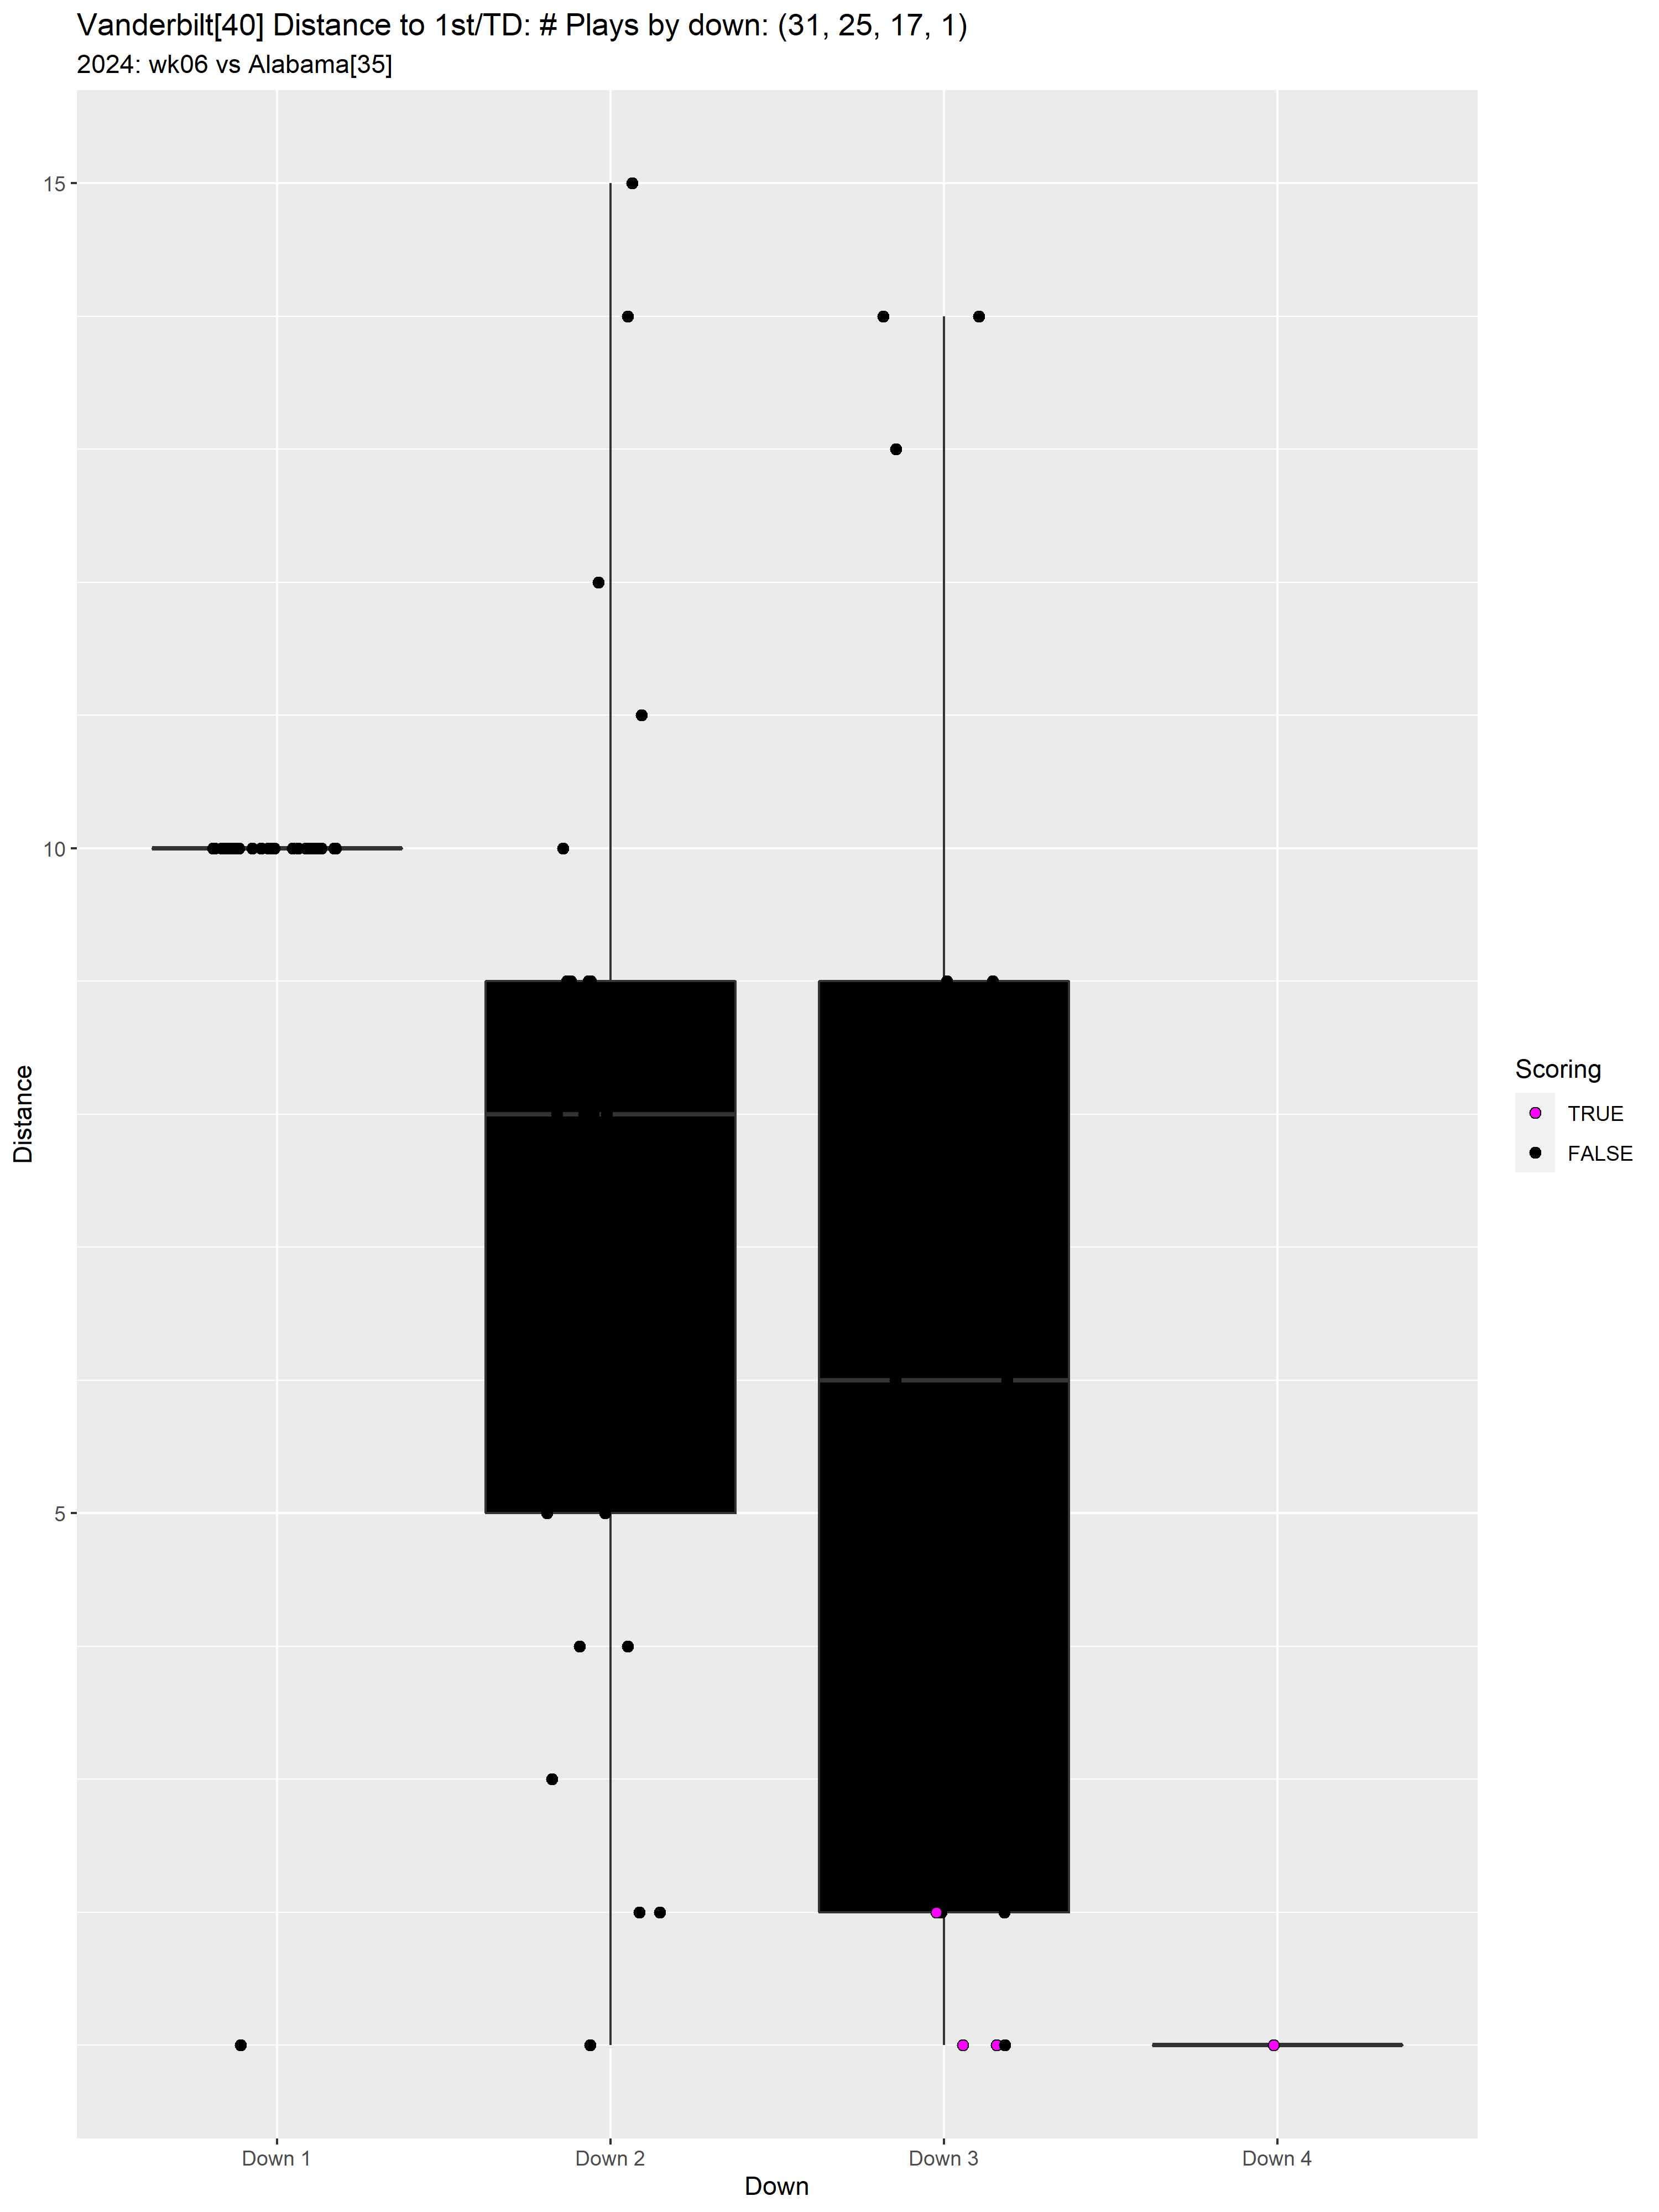 Vanderbilt[40] Distance to 1st/TD: # Plays by down: (31, 25, 17, 1)
2024: wk06 vs Alabama[35]
15
10
5
Distance
Down 1
Down 2
Down 3
Down 4
Down
Scoring
TRUE
FALSE